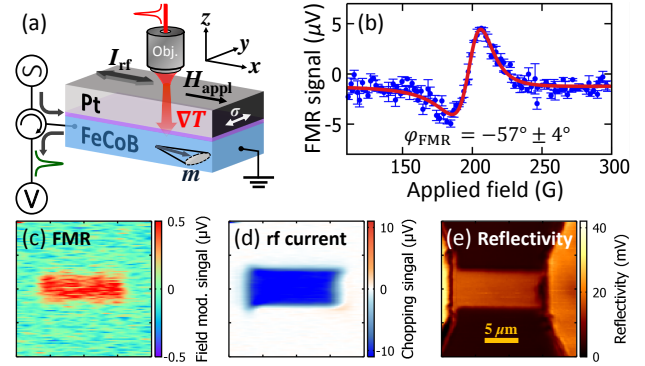 (a)
Obj.
z
y
x
I_rf
H_appl
S
Pt
∇T
σ
FeCoB
m
V
(b)
FMR signal (µV)
5
0
-5
φ_FMR = −57° ± 4°
150 200 250 300
Applied field (G)
(c) FMR
0.5
0
-0.5
Field mod. singal (µV)
(d) rf current
10
0
-10
Chopping singal (µV)
(e) Reflectivity
5 µm
40
20
0
Reflectivity (mV)